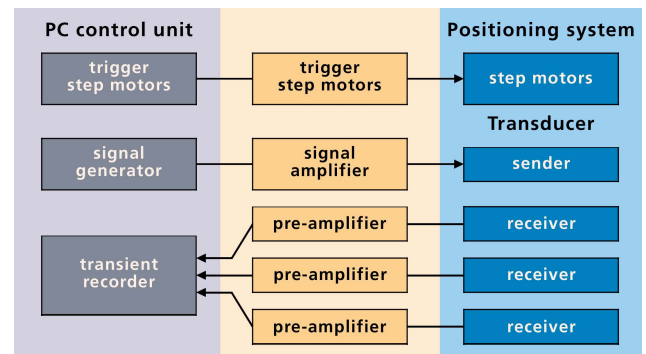 PC control unit
Positioning system
trigger
step motors
trigger
step motors
step motors
Transducer
signal
generator
signal
amplifier
sender
pre-amplifier
receiver
transient
recorder
pre-amplifier
receiver
pre-amplifier
receiver